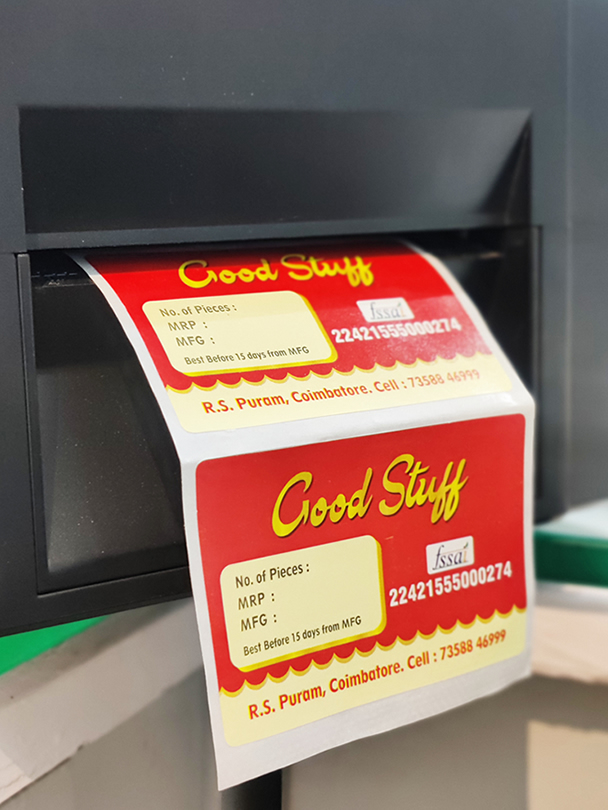 Good Stuff
No. of Pieces :
MRP :
MFG :
Best Before 15 days from MFG
fssai
22421555000274
R.S. Puram, Coimbatore. Cell : 73588 46999
Good Stuff
No. of Pieces :
MRP :
MFG :
Best Before 15 days from MFG
fssai
22421555000274
R.S. Puram, Coimbatore. Cell : 73588 46999